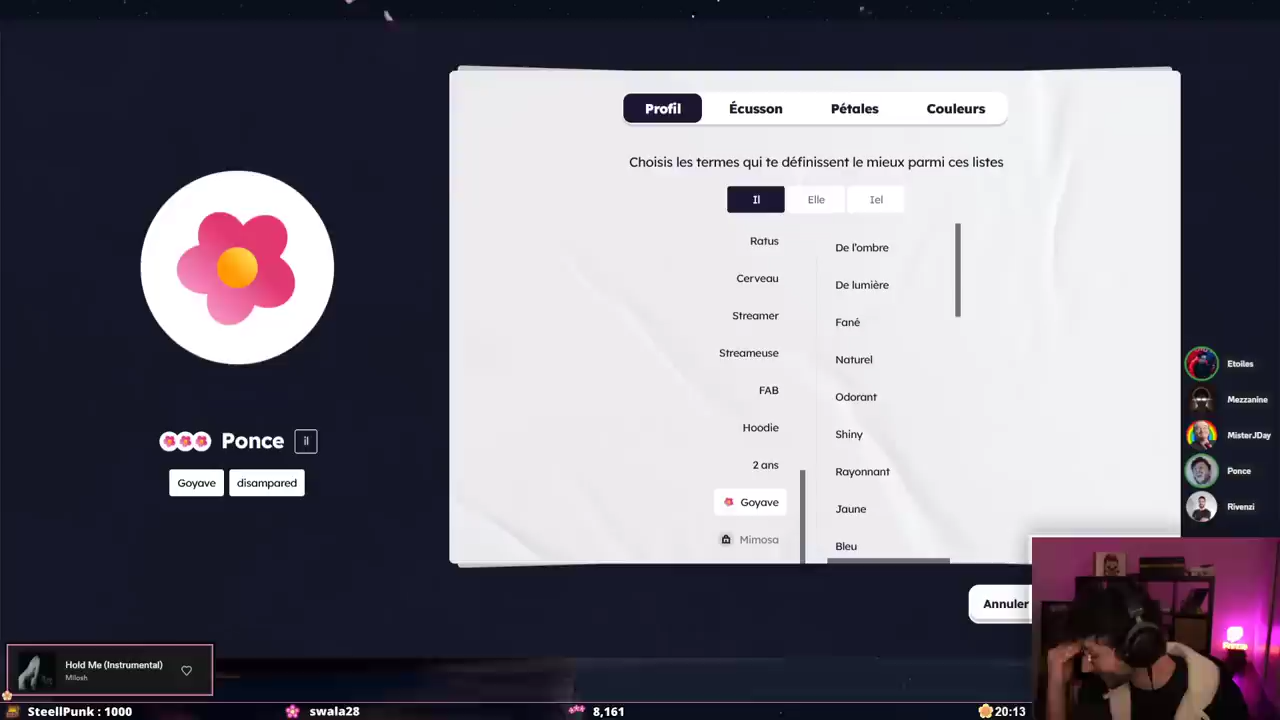 Profil
Écusson
Pétales
Couleurs
Choisis les termes qui te définissent le mieux parmi ces listes
Il
Elle
Iel
Ratus
Cerveau
Streamer
Streameuse
FAB
Hoodie
2 ans
Goyave
Mimosa
De l'ombre
De lumière
Fané
Naturel
Odorant
Shiny
Rayonnant
Jaune
Bleu
Ponce
il
Goyave
disampared
Etoiles
Mezzanine
MisterJDay
Ponce
Rivenzi
Annuler
Ponce
Hold Me (Instrumental)
Milosh
SteellPunk : 1000
swala28
8,161
20:13